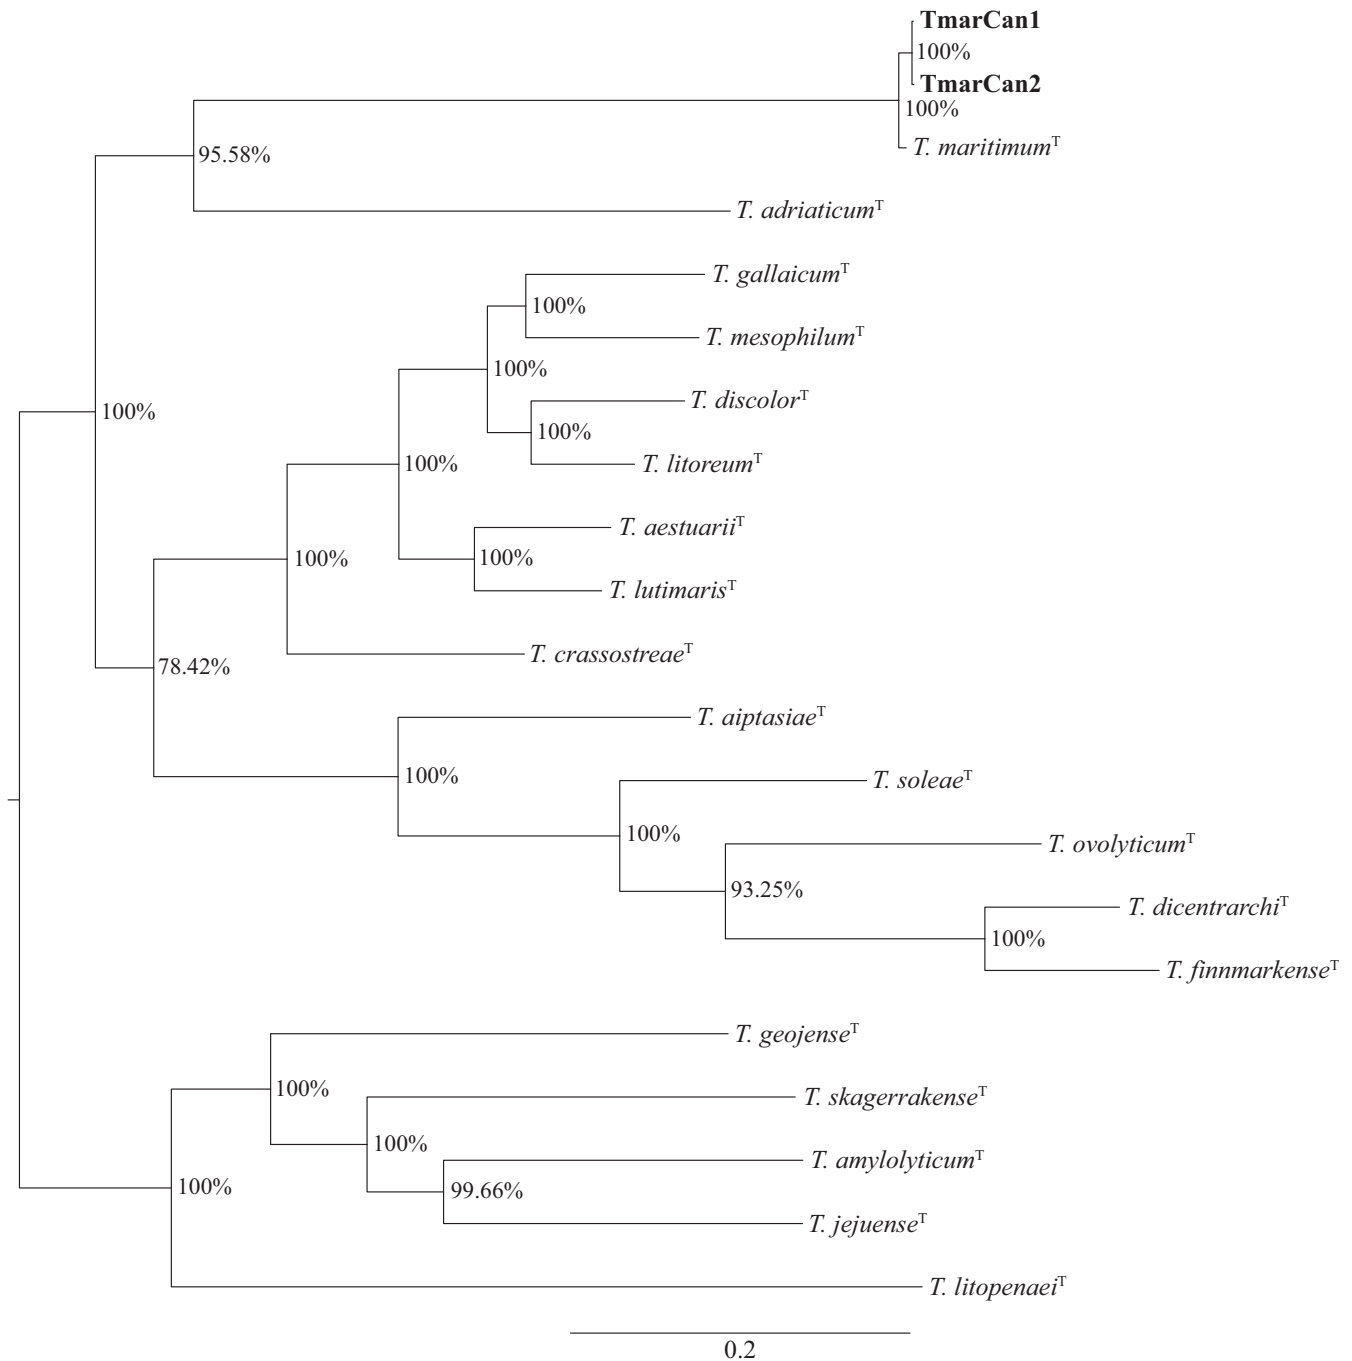 TmarCan1
100%
TmarCan2
100%
T. maritimumᵀ
95.58%
T. adriaticumᵀ
T. gallaicumᵀ
100%
T. mesophilumᵀ
100%
T. discolorᵀ
100%
100%
T. litoreumᵀ
100%
T. aestuariiᵀ
100%
100%
T. lutimarisᵀ
T. crassostreaeᵀ
78.42%
T. aiptasiaeᵀ
100%
T. soleaeᵀ
100%
T. ovolyticumᵀ
93.25%
T. dicentrarchiᵀ
100%
T. finnmarkenseᵀ
T. geojenseᵀ
100%
T. skagerrakenseᵀ
100%
T. amylolyticumᵀ
100%
99.66%
T. jejuenseᵀ
T. litopenaeiᵀ
0.2